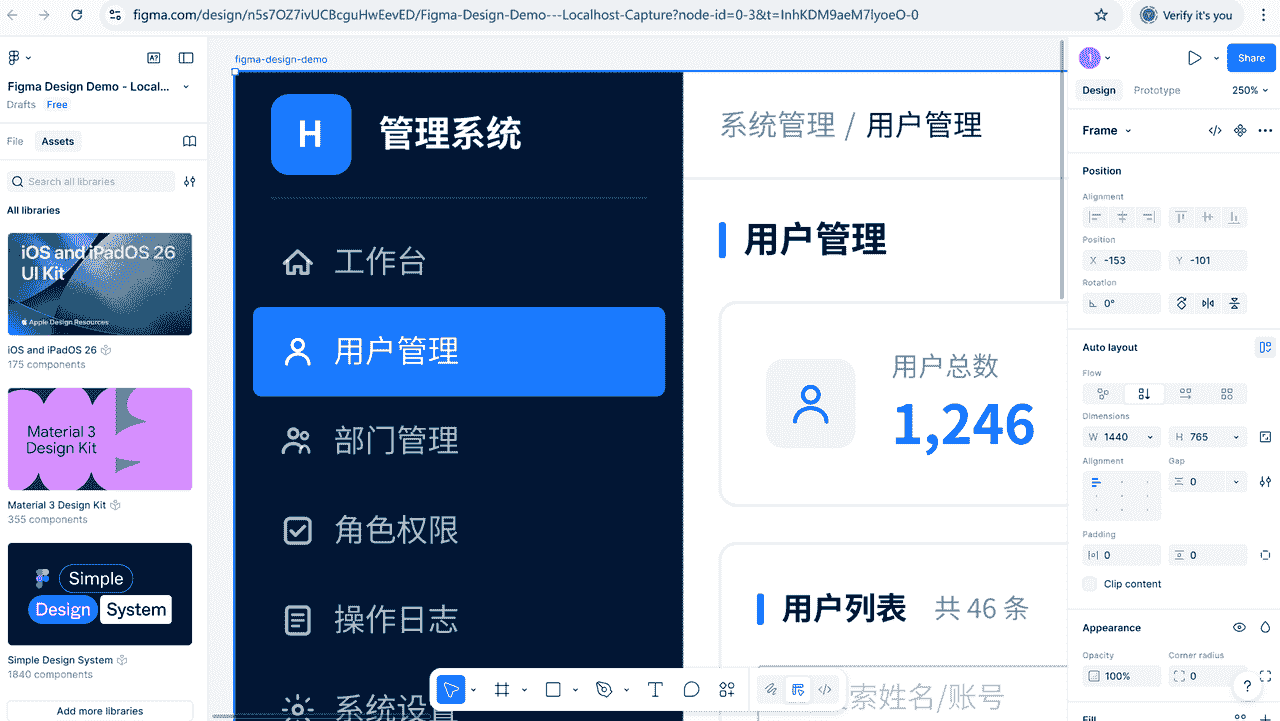 figma.com/design/n5s7OZ7ivUCBcguHwEevED/Figma-Design-Demo---Localhost-Capture?node-id=0-3&t=InhKDM9aeM7lyoeO-0
Verify it's you
Figma Design Demo - Local...
Drafts Free
File Assets
Search all libraries
All libraries
iOS and iPadOS 26
UI Kit
Apple Design Resources
iOS and iPadOS 26
175 components
Material 3
Design Kit
Material 3 Design Kit
355 components
Simple
Design System
Simple Design System
1840 components
Add more libraries
figma-design-demo
H 管理系统
工作台
用户管理
部门管理
角色权限
操作日志
系统设置
系统管理 / 用户管理
用户管理
用户总数
1,246
用户列表 共 46 条
索姓名/账号
Share
Design Prototype 250%
Frame
Position
Alignment
Position
X -153 Y -101
Rotation
0°
Auto layout
Flow
Dimensions
W 1440 H 765
Alignment Gap
0
Padding
0 0
Clip content
Appearance
Opacity Corner radius
100% 0
?
Fill